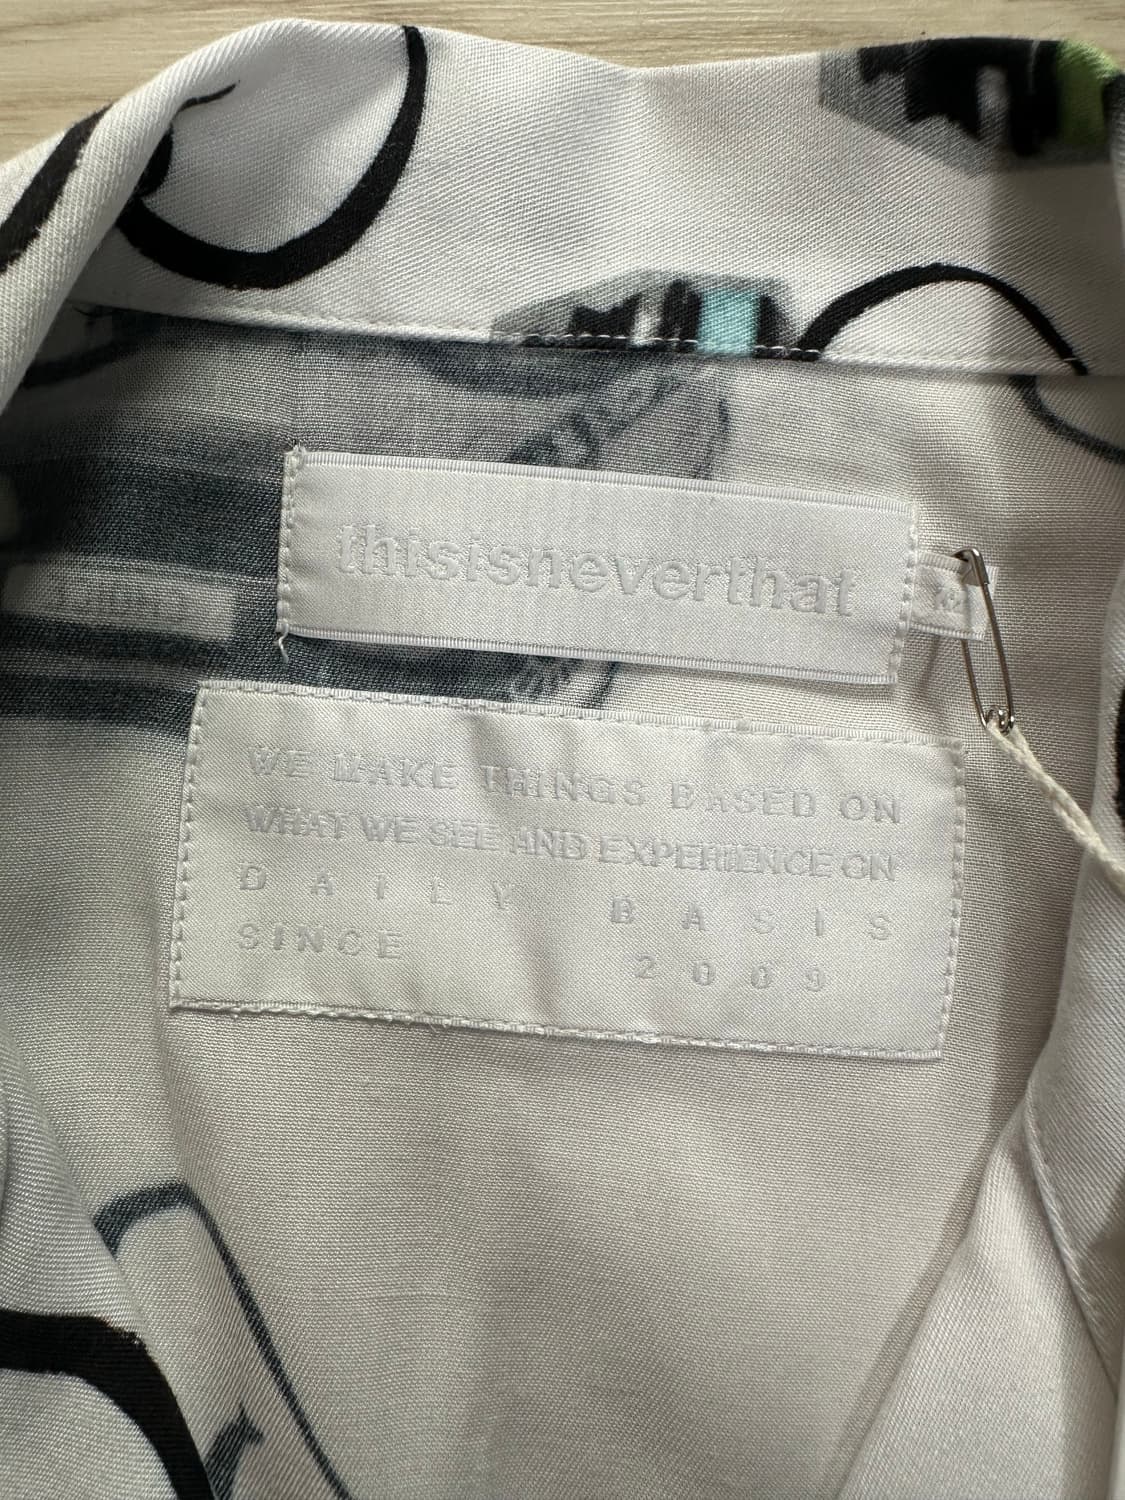 thisisneverthat
WE MAKE THINGS BASED ON
WHAT WE SEE AND EXPERIENCE ON
DAILY BASIS
SINCE 2009